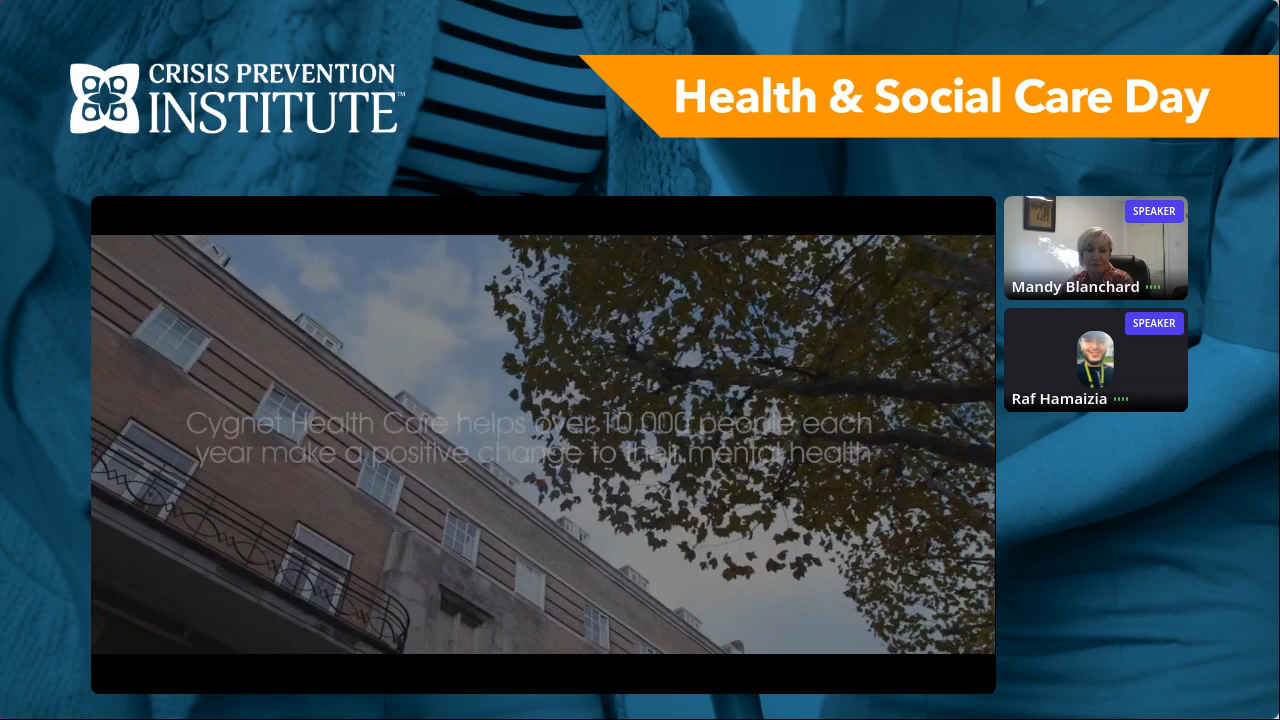 CRISIS PREVENTION
INSTITUTE™
Health & Social Care Day
SPEAKER
Mandy Blanchard
SPEAKER
Raf Hamaizia
Cygnet Health Care helps over 10,000 people each
year make a positive change to their mental health